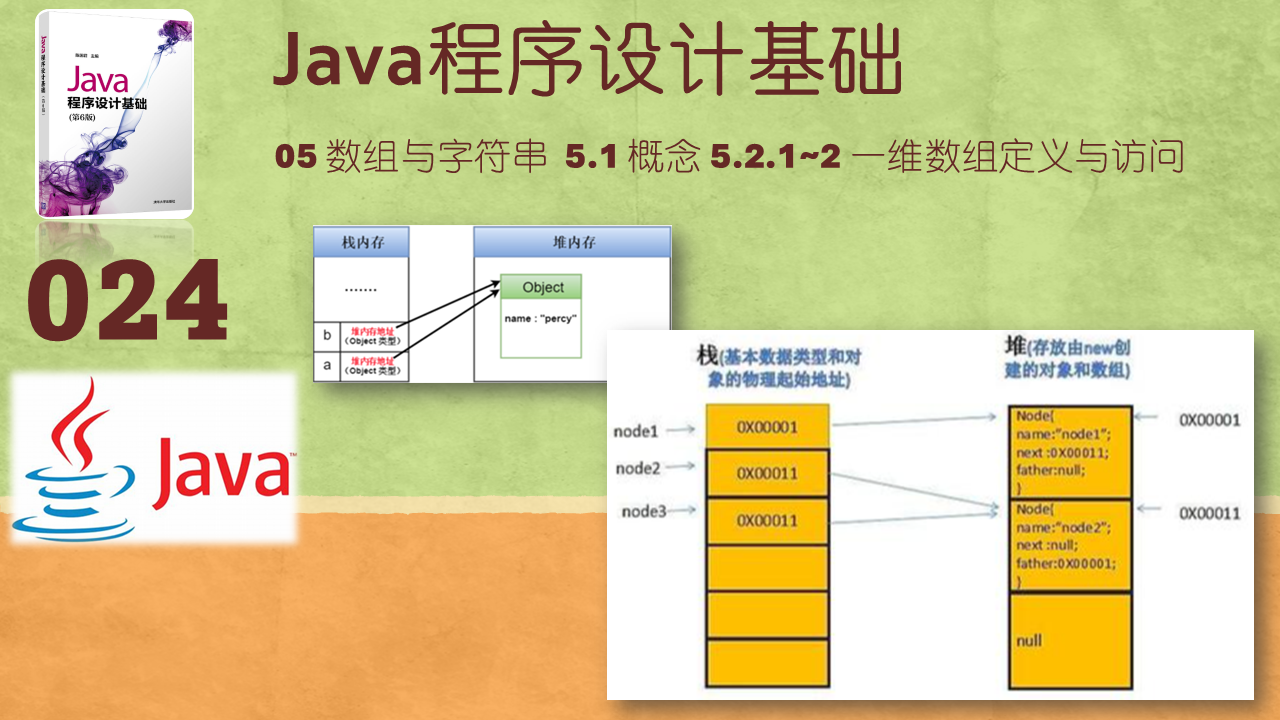 Java程序设计基础
05 数组与字符串 5.1 概念 5.2.1~2 一维数组定义与访问
Java
程序设计基础
(第6版)
024
Java
栈内存
堆内存
.......
Object
name : "percy"
b
堆内存地址
（Object 类型）
a
堆内存地址
（Object 类型）
栈(基本数据类型和对
象的物理起始地址)
堆(存放由new创
建的对象和数组)
node1
0X00001
node2
0X00011
node3
0X00011
Node{
name:"node1";
next :0X00011;
father:null;
}
0X00001
Node{
name:"node2";
next :null;
father:0X00001;
}
0X00011
null